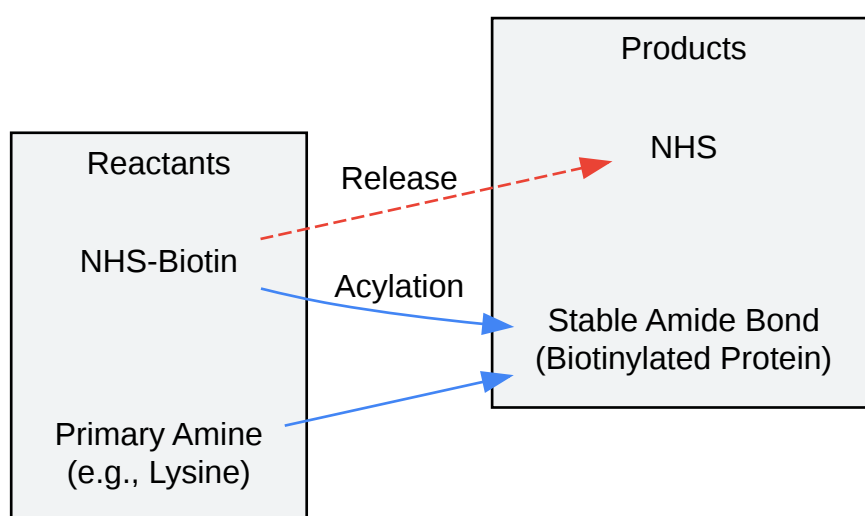 Products
NHS
Reactants
Release
NHS-Biotin
Acylation
Stable Amide Bond
(Biotinylated Protein)
Primary Amine
(e.g., Lysine)